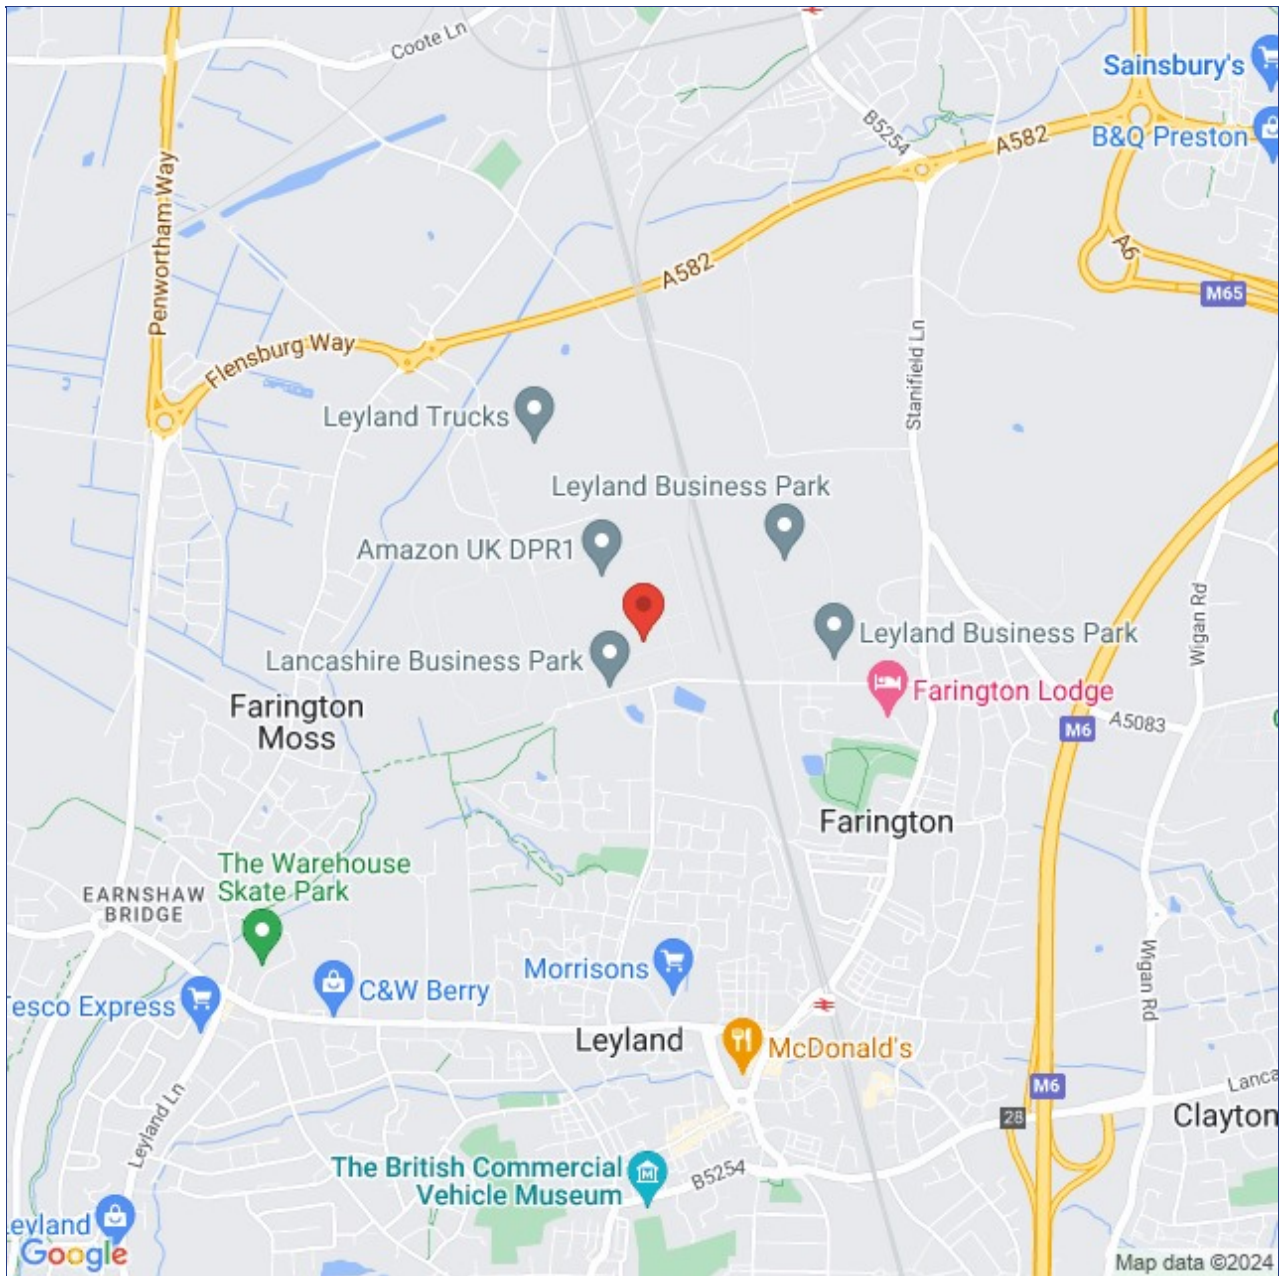 Coote Ln
Sainsbury's
B5254
A582
B&Q Preston
Penwortham Way
A6
A582
M65
Flensburg Way
Stanifield Ln
Leyland Trucks
Leyland Business Park
Amazon UK DPR1
Wigan Rd
Leyland Business Park
Lancashire Business Park
Farington Lodge
Farington
Moss
A5083
M6
Farington
The Warehouse
Skate Park
EARNSHAW
BRIDGE
Morrisons
Wigan Rd
C&W Berry
esco Express
Leyland
McDonald's
M6
Lanca
Leyland Ln
28
Clayton
The British Commercial
Vehicle Museum
B5254
Leyland
Google
Map data ©2024